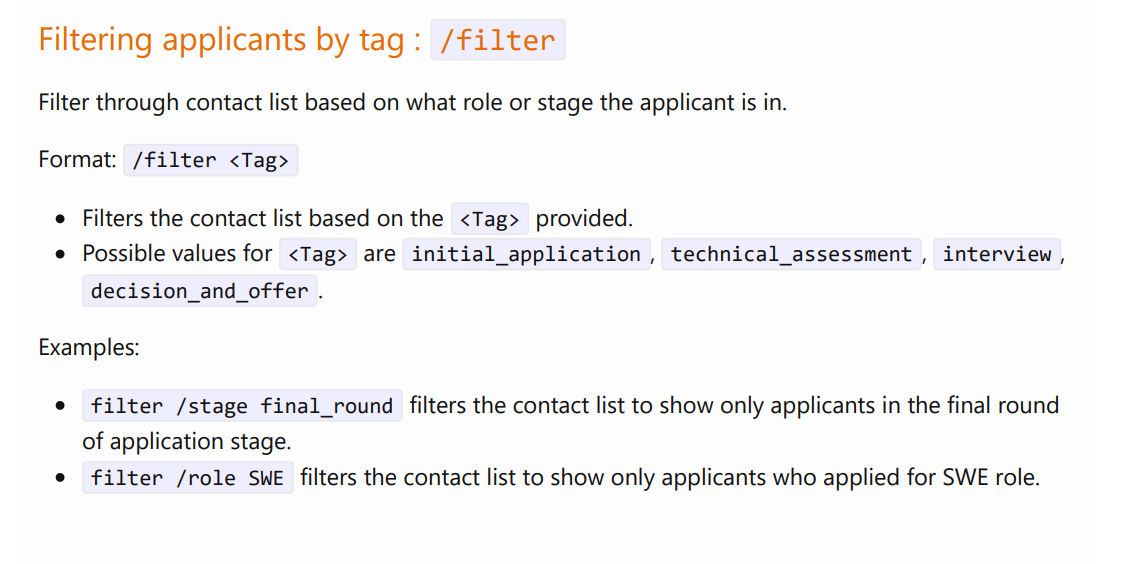 Filtering applicants by tag : /filter
Filter through contact list based on what role or stage the applicant is in.
Format: /filter <Tag>
• Filters the contact list based on the <Tag> provided.
• Possible values for <Tag> are initial_application , technical_assessment , interview ,
decision_and_offer .
Examples:
• filter /stage final_round filters the contact list to show only applicants in the final round
of application stage.
• filter /role SWE filters the contact list to show only applicants who applied for SWE role.